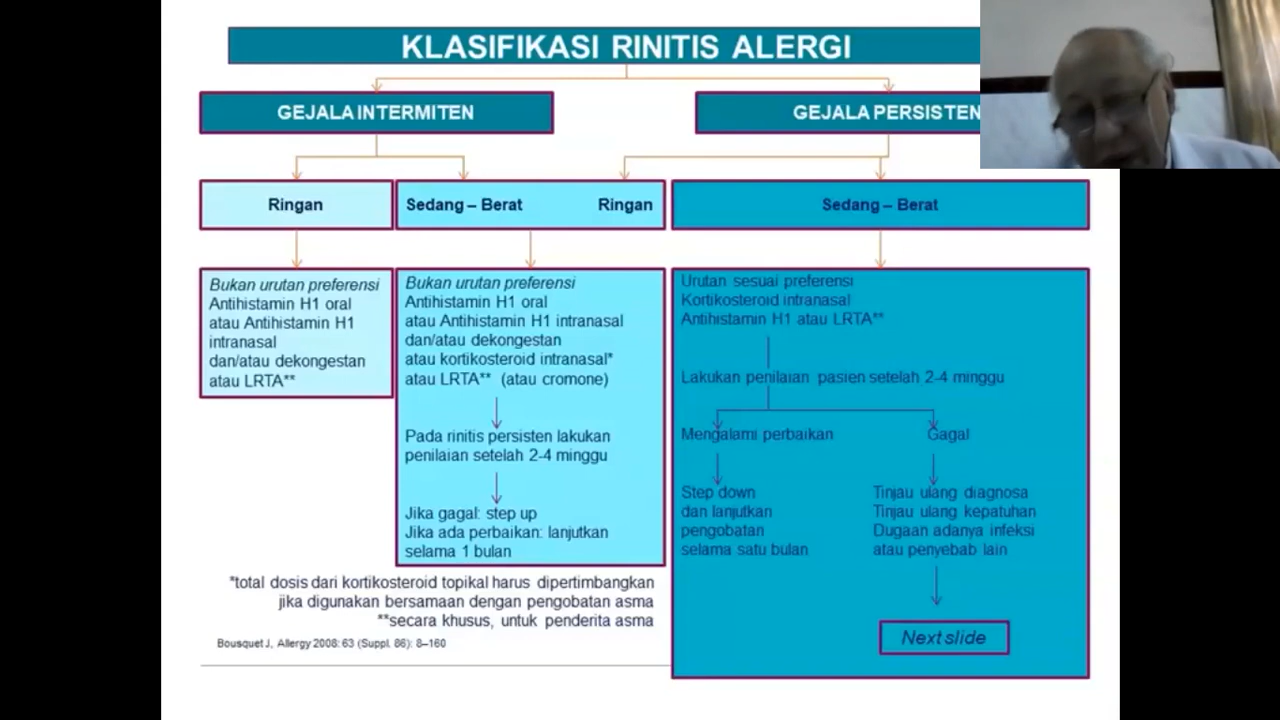 KLASIFIKASI RINITIS ALERGI
GEJALA INTERMITEN
GEJALA PERSISTEN
Ringan
Sedang – Berat
Ringan
Sedang – Berat
Bukan urutan preferensi
Antihistamin H1 oral
atau Antihistamin H1
intranasal
dan/atau dekongestan
atau LRTA**
Bukan urutan preferensi
Antihistamin H1 oral
atau Antihistamin H1 intranasal
dan/atau dekongestan
atau kortikosteroid intranasal*
atau LRTA** (atau cromone)
Pada rinitis persisten lakukan
penilaian setelah 2-4 minggu
Jika gagal: step up
Jika ada perbaikan: lanjutkan
selama 1 bulan
Urutan sesuai preferensi
Kortikosteroid intranasal
Antihistamin H1 atau LRTA**
Lakukan penilaian pasien setelah 2-4 minggu
Mengalami perbaikan
Gagal
Step down
dan lanjutkan
pengobatan
selama satu bulan
Tinjau ulang diagnosa
Tinjau ulang kepatuhan
Dugaan adanya infeksi
atau penyebab lain
Next slide
*total dosis dari kortikosteroid topikal harus dipertimbangkan
jika digunakan bersamaan dengan pengobatan asma
**secara khusus, untuk penderita asma
Bousquet J, Allergy 2008: 63 (Suppl. 86): 8–160